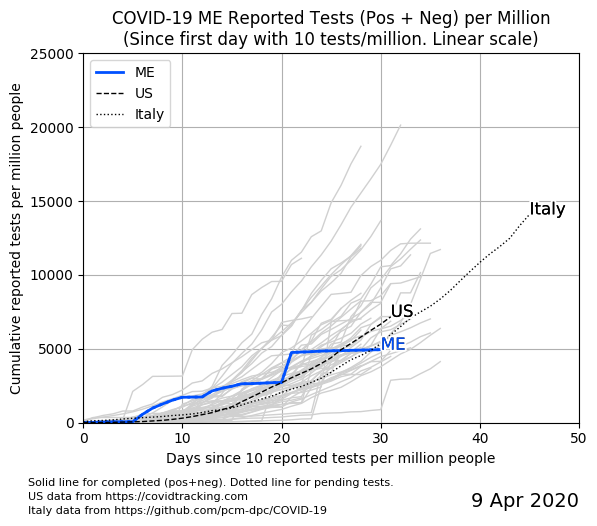 COVID-19 ME Reported Tests (Pos + Neg) per Million
(Since first day with 10 tests/million. Linear scale)
Cumulative reported tests per million people
25000
20000
15000
10000
5000
0
ME
US
Italy
Italy
US
ME
0 10 20 30 40 50
Days since 10 reported tests per million people
Solid line for completed (pos+neg). Dotted line for pending tests.
US data from https://covidtracking.com
Italy data from https://github.com/pcm-dpc/COVID-19
9 Apr 2020